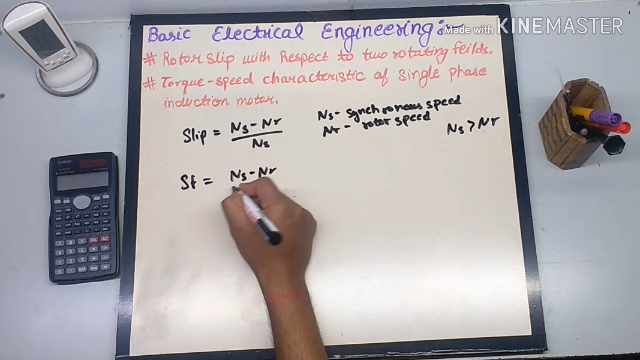 Made with KINEMASTER
Basic Electrical Engineering:-
# Rotor Slip with Respect to two rotating feilds.
# Torque-speed characteristic of single phase
induction motor.
Ns- synchronous speed
Nr- rotor speed
Ns > Nr
Slip = Ns - Nr / Ns
Sf = Ns - Nr
CASIO